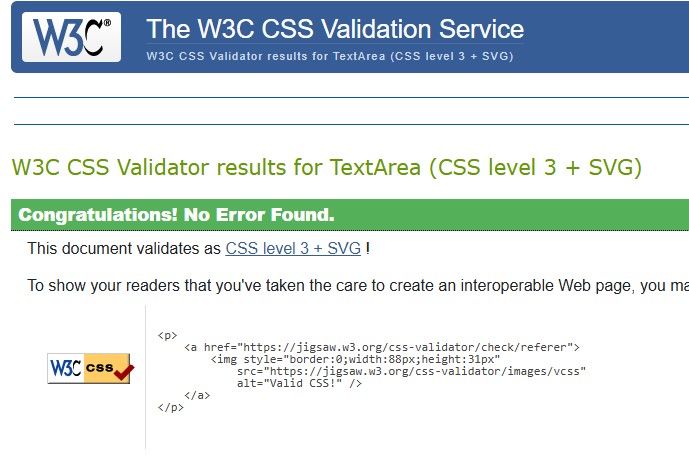 W3C®
The W3C CSS Validation Service
W3C CSS Validator results for TextArea (CSS level 3 + SVG)
W3C CSS Validator results for TextArea (CSS level 3 + SVG)
Congratulations! No Error Found.
This document validates as CSS level 3 + SVG !
To show your readers that you've taken the care to create an interoperable Web page, you ma
W3C css
<p>
    <a href="https://jigsaw.w3.org/css-validator/check/referer">
        <img style="border:0;width:88px;height:31px"
            src="https://jigsaw.w3.org/css-validator/images/vcss"
            alt="Valid CSS!" />
    </a>
</p>